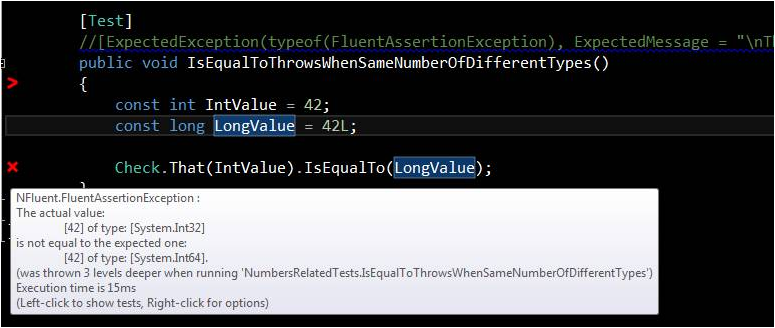 [Test]
//[ExpectedException(typeof(FluentAssertionException), ExpectedMessage = "\nTh
public void IsEqualToThrowsWhenSameNumberOfDifferentTypes()
{
const int IntValue = 42;
const long LongValue = 42L;
Check.That(IntValue).IsEqualTo(LongValue);
NFluent.FluentAssertionException :
The actual value:
[42] of type: [System.Int32]
is not equal to the expected one:
[42] of type: [System.Int64].
(was thrown 3 levels deeper when running 'NumbersRelatedTests.IsEqualToThrowsWhenSameNumberOfDifferentTypes')
Execution time is 15ms
(Left-click to show tests, Right-click for options)